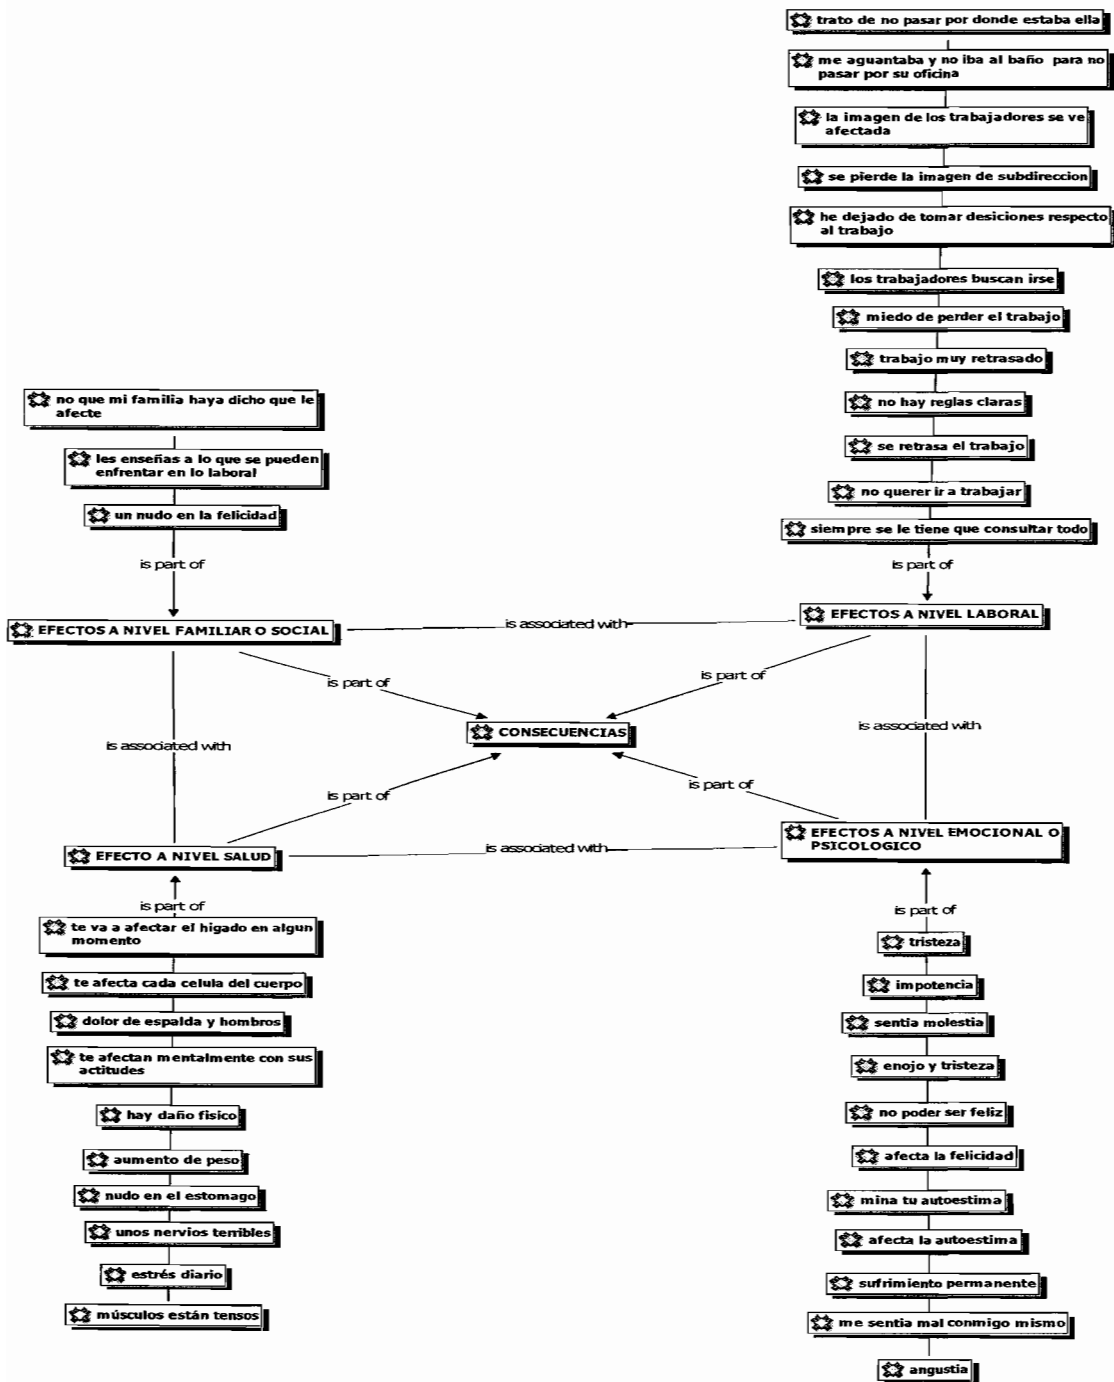 trato de no pasar por donde estaba ella
me aguantaba y no iba al baño para no
pasar por su oficina
la imagen de los trabajadores se ve
afectada
se pierde la imagen de subdireccion
he dejado de tomar desiciones respecto
al trabajo
los trabajadores buscan irse
miedo de perder el trabajo
trabajo muy retrasado
no hay reglas claras
se retrasa el trabajo
no querer ir a trabajar
siempre se le tiene que consultar todo
is part of
EFECTOS A NIVEL LABORAL
no que mi familia haya dicho que le
afecte
les enseñas a lo que se pueden
enfrentar en lo laboral
un nudo en la felicidad
is part of
EFECTOS A NIVEL FAMILIAR O SOCIAL
is associated with
is part of
is part of
CONSECUENCIAS
is associated with
is associated with
is part of
is part of
EFECTO A NIVEL SALUD
is associated with
EFECTOS A NIVEL EMOCIONAL O
PSICOLOGICO
is part of
te va a afectar el higado en algun
momento
te afecta cada celula del cuerpo
dolor de espalda y hombros
te afectan mentalmente con sus
actitudes
hay daño fisico
aumento de peso
nudo en el estomago
unos nervios terribles
estrés diario
músculos están tensos
is part of
tristeza
impotencia
sentia molestia
enojo y tristeza
no poder ser feliz
afecta la felicidad
mina tu autoestima
afecta la autoestima
sufrimiento permanente
me sentia mal conmigo mismo
angustia